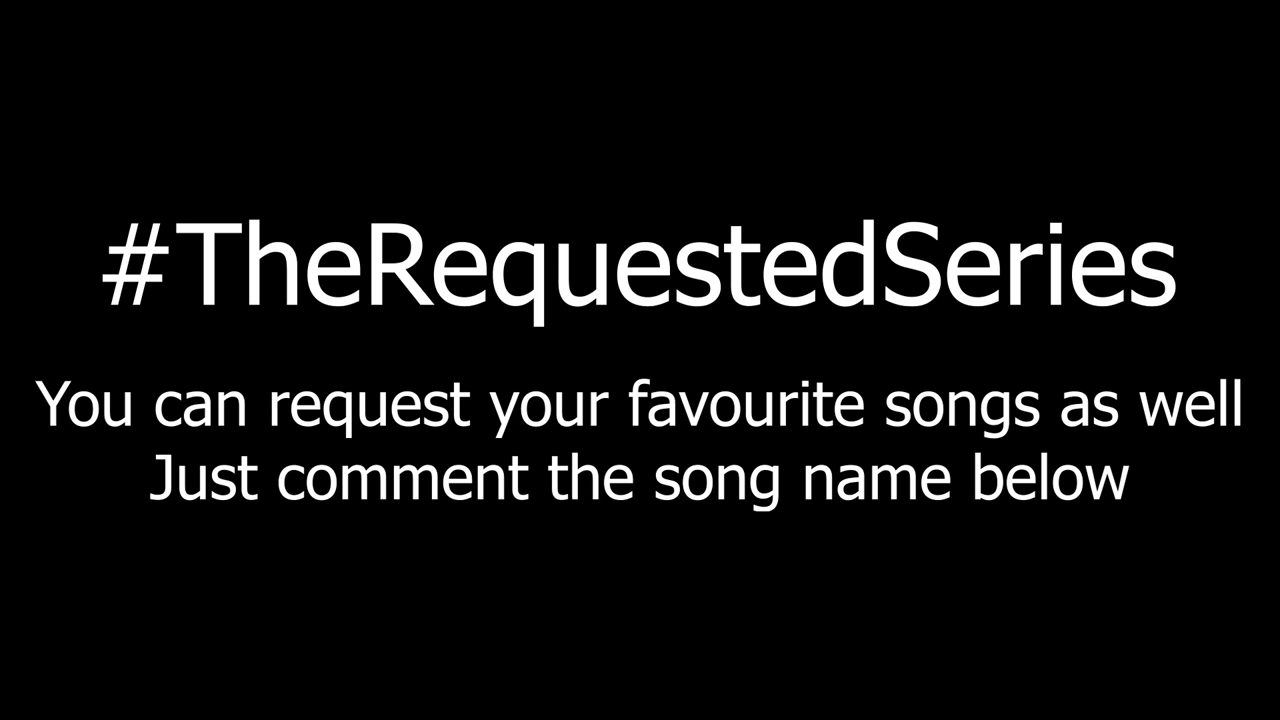 #TheRequestedSeries
You can request your favourite songs as well
Just comment the song name below